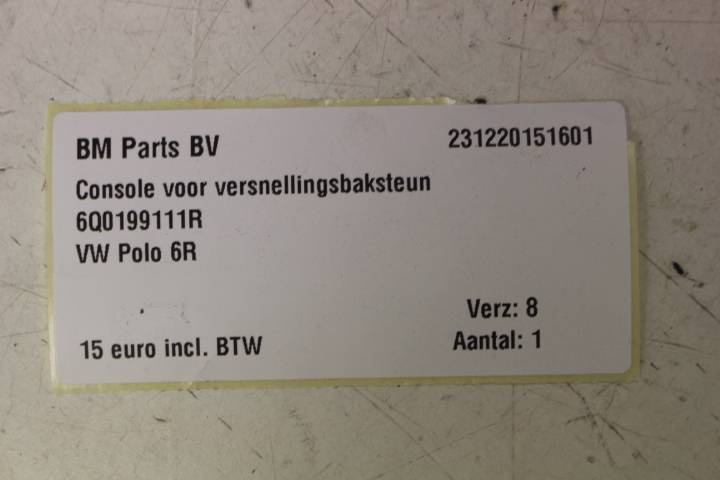 BM Parts BV
231220151601
Console voor versnellingsbaksteun
6Q0199111R
VW Polo 6R
Verz: 8
15 euro incl. BTW
Aantal: 1